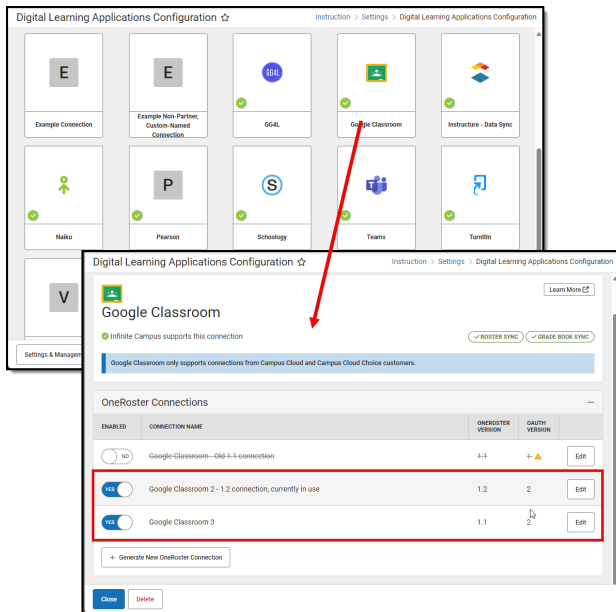 Digital Learning Applications Configuration ☆
Instruction > Settings > Digital Learning Applications Configuration
E
E
GG4L
Example Connection
Example Non-Partner,
Custom-Named
Connection
GG4L
Google Classroom
Instructure - Data Sync
P
S
Naiku
Pearson
Schoology
Teams
Turnitin
V
Settings & Managem
Digital Learning Applications Configuration ☆
Instruction > Settings > Digital Learning Applications Configuration
Learn More
Google Classroom
Infinite Campus supports this connection
ROSTER SYNC
GRADE BOOK SYNC
Google Classroom only supports connections from Campus Cloud and Campus Cloud Choice customers.
OneRoster Connections
ENABLED CONNECTION NAME ONEROSTER VERSION OAUTH VERSION
NO Google Classroom - Old 1.1 connection 1.1 1 Edit
YES Google Classroom 2 - 1.2 connection, currently in use 1.2 2 Edit
YES Google Classroom 3 1.1 2 Edit
+ Generate New OneRoster Connection
Close Delete